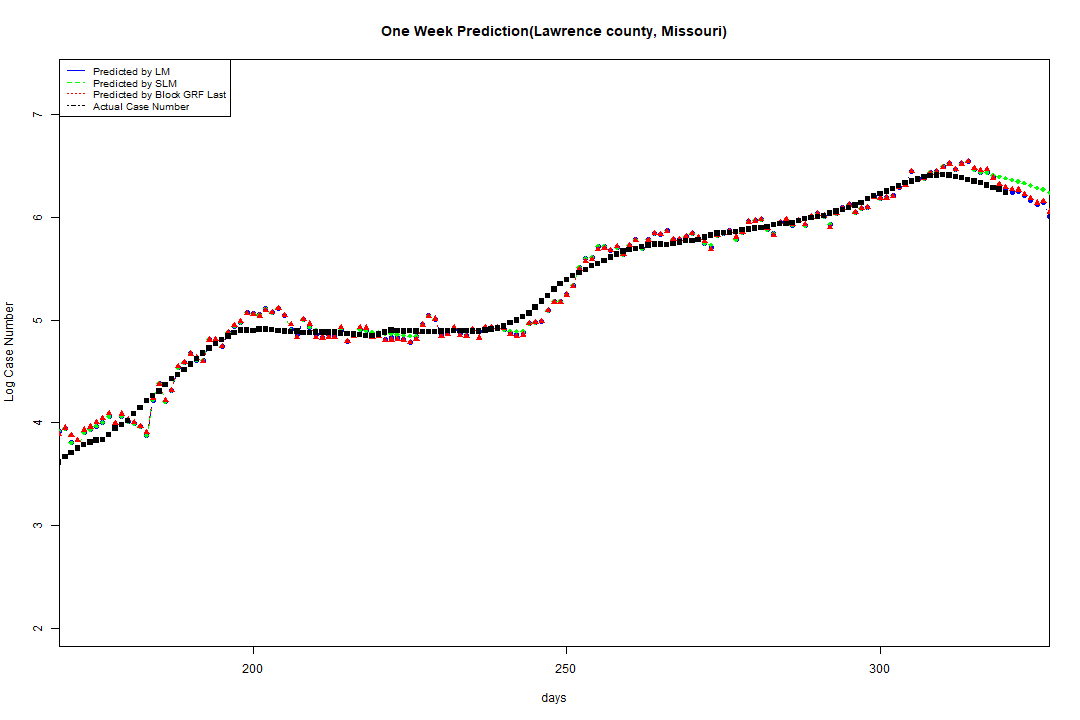 One Week Prediction(Lawrence county, Missouri)
Predicted by LM
Predicted by SLM
Predicted by Block GRF Last
Actual Case Number
7
6
5
4
3
2
Log Case Number
200 250 300
days